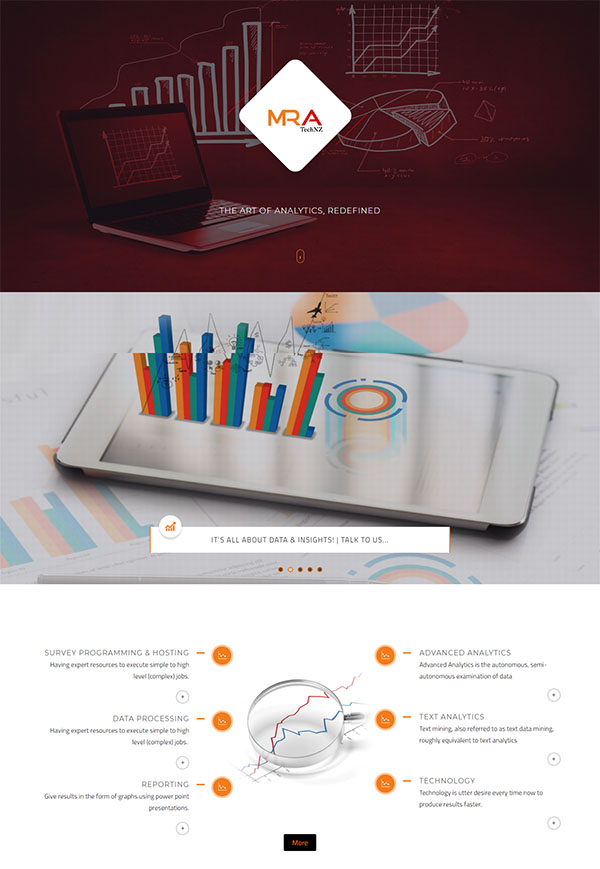 MRA
TechNZ
THE ART OF ANALYTICS, REDEFINED
IT'S ALL ABOUT DATA & INSIGHTS! | TALK TO US...
SURVEY PROGRAMMING & HOSTING
Having expert resources to execute simple to high
level (complex) jobs.
DATA PROCESSING
Having expert resources to execute simple to high
level (complex) jobs.
REPORTING
Give results in the form of graphs using power point
presentations.
ADVANCED ANALYTICS
Advanced Analytics is the autonomous, semi-
autonomous examination of data
TEXT ANALYTICS
Text mining, also referred to as text data mining,
roughly equivalent to text analytics
TECHNOLOGY
Technology is utter desire every time now to
produce results faster.
More